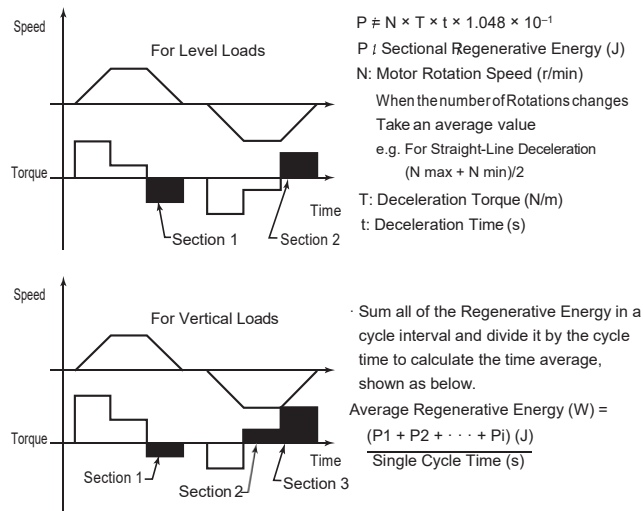 Speed
For Level Loads
Torque
Time
Section 1
Section 2
P ≠ N × T × t × 1.048 × 10⁻¹
P : Sectional Regenerative Energy (J)
N: Motor Rotation Speed (r/min)
When the number of Rotations changes
Take an average value
e.g. For Straight-Line Deceleration
(N max + N min)/2
T: Deceleration Torque (N/m)
t: Deceleration Time (s)
Speed
For Vertical Loads
Torque
Time
Section 1
Section 2
Section 3
· Sum all of the Regenerative Energy in a
cycle interval and divide it by the cycle
time to calculate the time average,
shown as below.
Average Regenerative Energy (W) =
(P1 + P2 + · · · + Pi) (J)
Single Cycle Time (s)